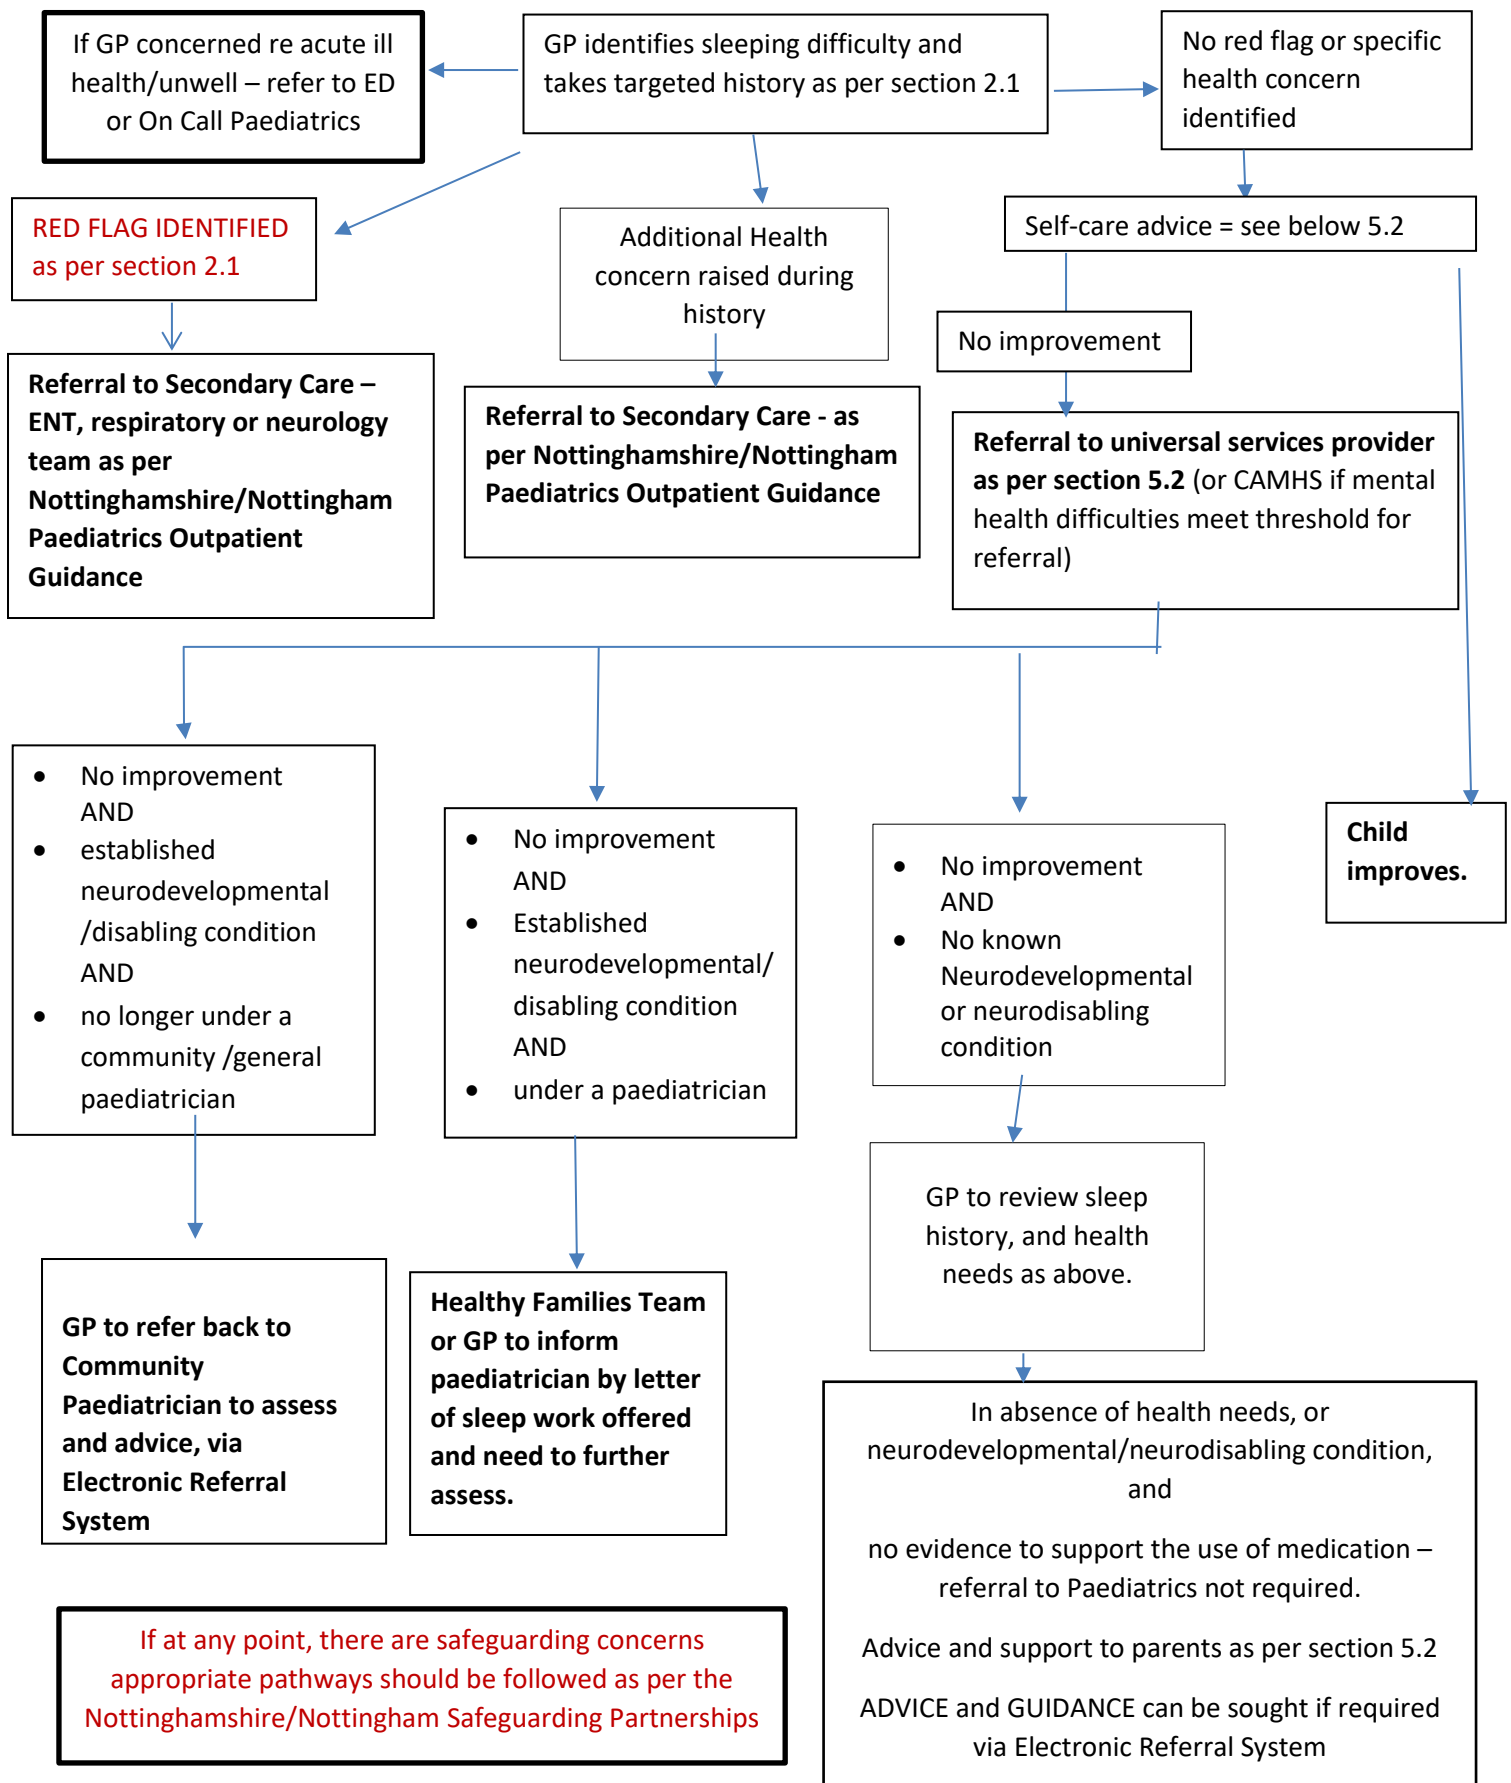 If GP concerned re acute ill
health/unwell – refer to ED
or On Call Paediatrics
GP identifies sleeping difficulty and
takes targeted history as per section 2.1
No red flag or specific
health concern
identified
RED FLAG IDENTIFIED
as per section 2.1
Additional Health
concern raised during
history
Self-care advice = see below 5.2
No improvement
Referral to Secondary Care –
ENT, respiratory or neurology
team as per
Nottinghamshire/Nottingham
Paediatrics Outpatient
Guidance
Referral to Secondary Care - as
per Nottinghamshire/Nottingham
Paediatrics Outpatient Guidance
Referral to universal services provider
as per section 5.2 (or CAMHS if mental
health difficulties meet threshold for
referral)
• No improvement
AND
• established
neurodevelopmental
/disabling condition
AND
• no longer under a
community /general
paediatrician
• No improvement
AND
• Established
neurodevelopmental/
disabling condition
AND
• under a paediatrician
• No improvement
AND
• No known
Neurodevelopmental
or neurodisabling
condition
Child
improves.
GP to review sleep
history, and health
needs as above.
GP to refer back to
Community
Paediatrician to assess
and advice, via
Electronic Referral
System
Healthy Families Team
or GP to inform
paediatrician by letter
of sleep work offered
and need to further
assess.
In absence of health needs, or
neurodevelopmental/neurodisabling condition,
and
no evidence to support the use of medication –
referral to Paediatrics not required.
Advice and support to parents as per section 5.2
ADVICE and GUIDANCE can be sought if required
via Electronic Referral System
If at any point, there are safeguarding concerns
appropriate pathways should be followed as per the
Nottinghamshire/Nottingham Safeguarding Partnerships